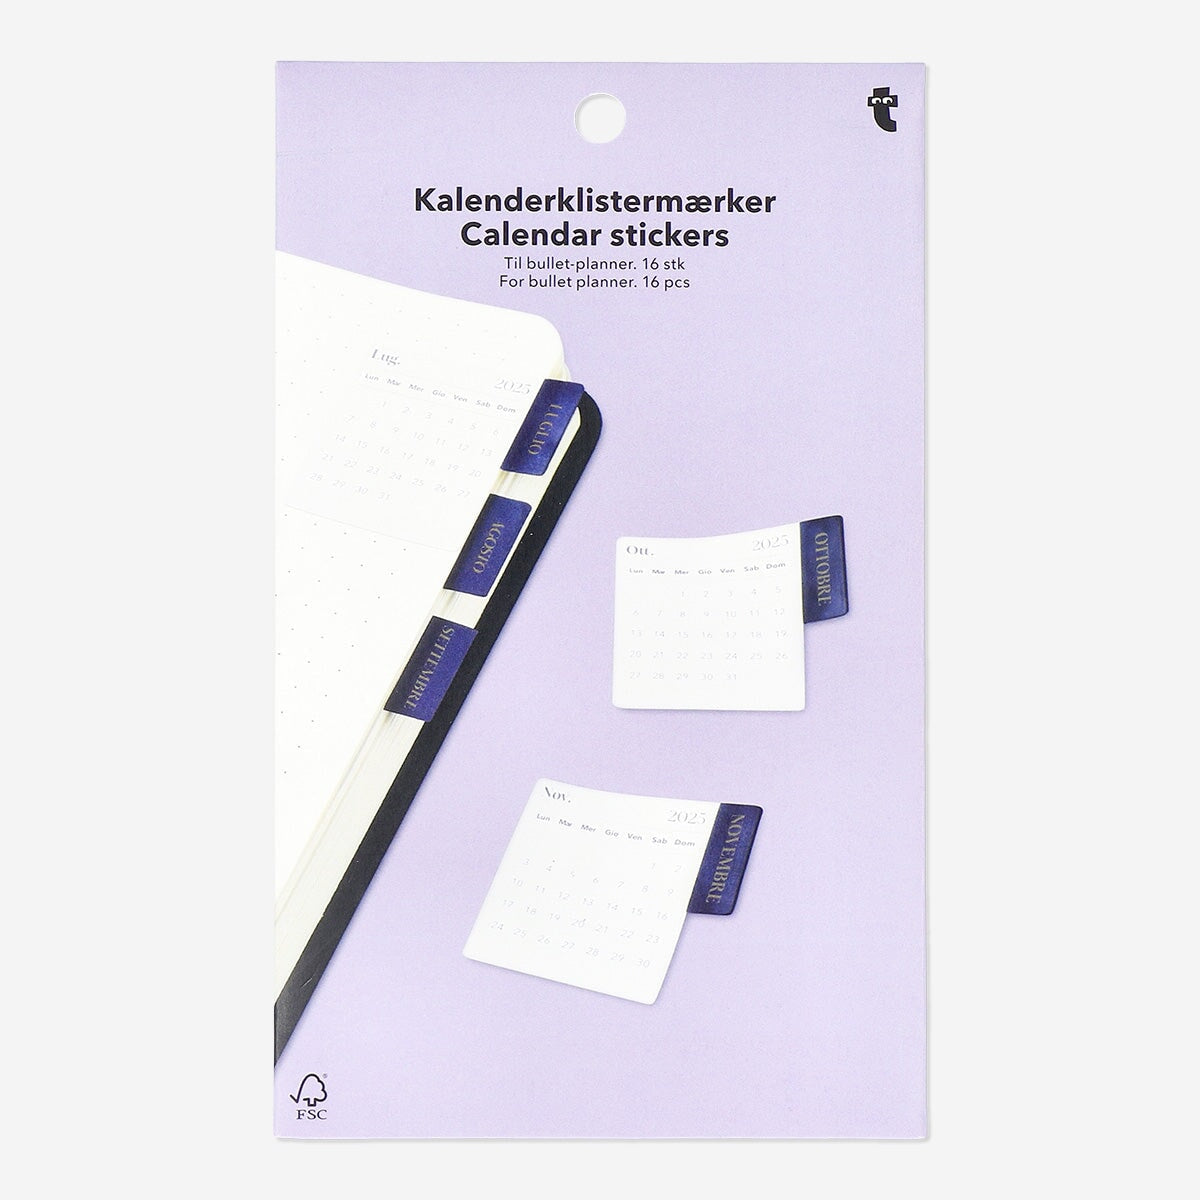 Kalenderklistermærker
Calendar stickers
Til bullet-planner. 16 stk
For bullet planner. 16 pcs
Lug.
2025
Lun Mar Mer Gio Ven Sab Dom
1 2 3 4 5 6
7 8 9 10 11 12 13
14 15 16 17 18 19 20
21 22 23 24 25 26 27
28 29 30 31
LUGLIO
AGOSTO
SETTEMBRE
Ott. 2025
Lun Mar Mer Gio Ven Sab Dom
1 2 3 4 5
6 7 8 9 10 11 12
13 14 15 16 17 18 19
20 21 22 23 24 25 26
27 28 29 30 31
OTTOBRE
Nov. 2025
Lun Mar Mer Gio Ven Sab Dom
1 2
3 4 5 6 7 8 9
10 11 12 13 14 15 16
17 18 19 20 21 22 23
24 25 26 27 28 29 30
NOVEMBRE
FSC